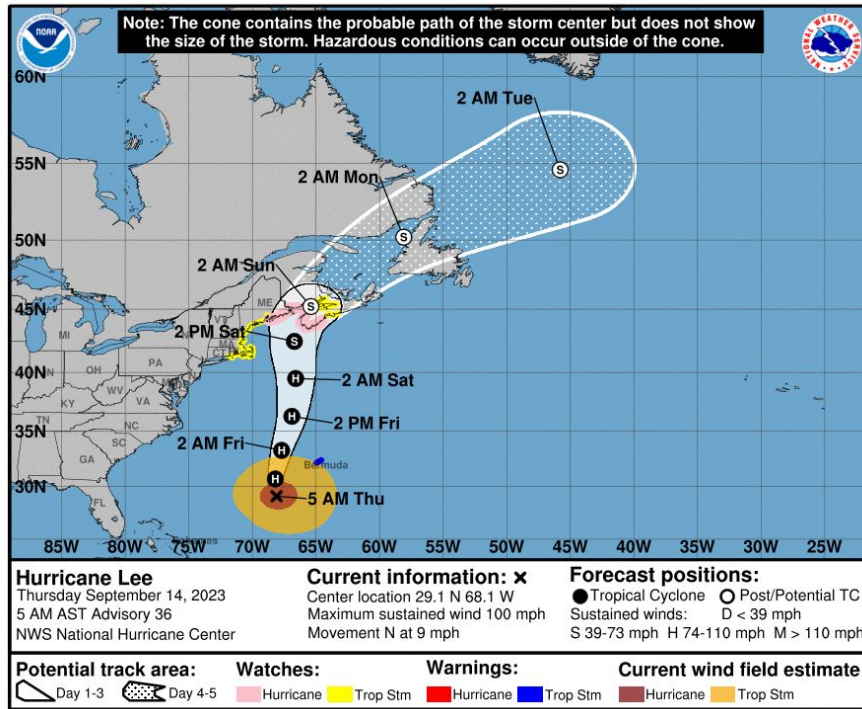 Note: The cone contains the probable path of the storm center but does not show
the size of the storm. Hazardous conditions can occur outside of the cone.
NOAA
60N
2 AM Tue
55N
2 AM Mon
50N
2 AM Sun
45N
ME
VT
2 PM Sat
MI
MA
CT
40N
PA
OH
2 AM Sat
WV
KY
VA
35N
2 PM Fri
NC
TN
2 AM Fri
SC
GA
Bermuda
30N
5 AM Thu
FL
Bahamas
85W 80W 75W 70W 65W 60W 55W 50W 45W 40W 35W 30W 25W
S
S
S
S
H
H
H
H
Hurricane Lee
Thursday September 14, 2023
5 AM AST Advisory 36
NWS National Hurricane Center
Current information: ×
Center location 29.1 N 68.1 W
Maximum sustained wind 100 mph
Movement N at 9 mph
Forecast positions:
Tropical Cyclone Post/Potential TC
Sustained winds: D < 39 mph
S 39-73 mph H 74-110 mph M > 110 mph
Potential track area:
Day 1-3 Day 4-5
Watches:
Hurricane Trop Stm
Warnings:
Hurricane Trop Stm
Current wind field estimate
Hurricane Trop Stm